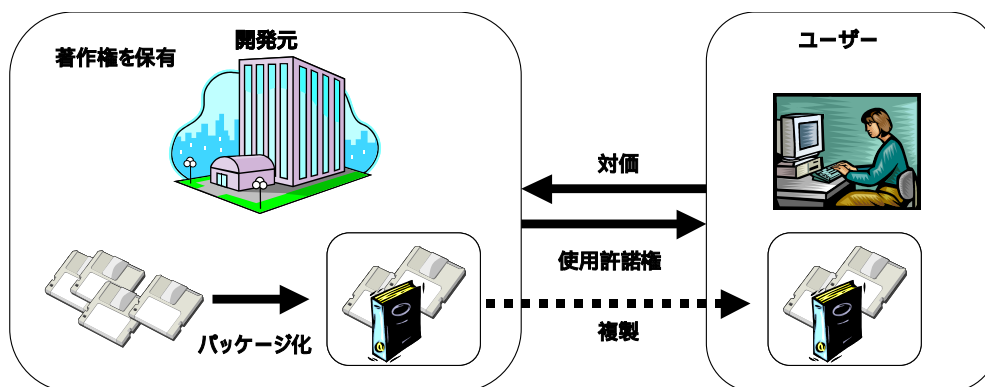 開発元
著作権を保有
ユーザー
対価
使用許諾権
パッケージ化
複製